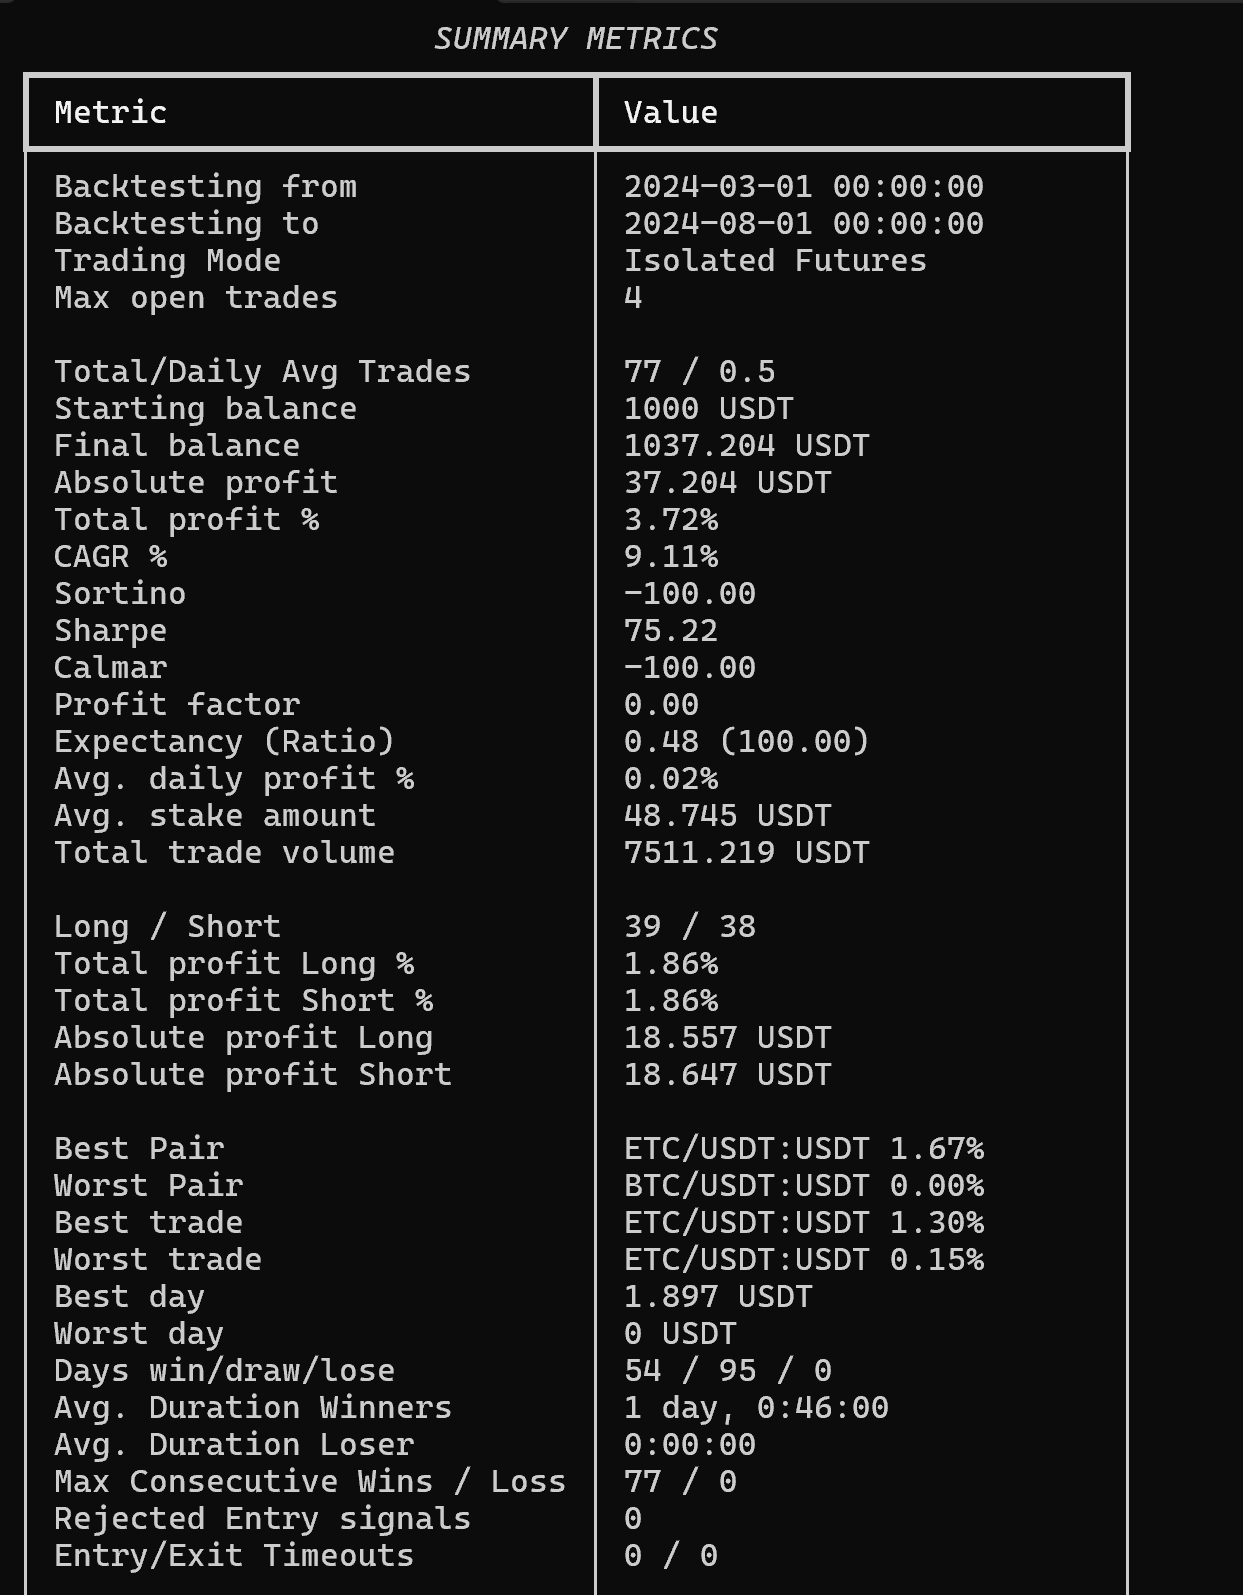 SUMMARY METRICS
Metric Value
Backtesting from 2024-03-01 00:00:00
Backtesting to 2024-08-01 00:00:00
Trading Mode Isolated Futures
Max open trades 4
Total/Daily Avg Trades 77 / 0.5
Starting balance 1000 USDT
Final balance 1037.204 USDT
Absolute profit 37.204 USDT
Total profit % 3.72%
CAGR % 9.11%
Sortino -100.00
Sharpe 75.22
Calmar -100.00
Profit factor 0.00
Expectancy (Ratio) 0.48 (100.00)
Avg. daily profit % 0.02%
Avg. stake amount 48.745 USDT
Total trade volume 7511.219 USDT
Long / Short 39 / 38
Total profit Long % 1.86%
Total profit Short % 1.86%
Absolute profit Long 18.557 USDT
Absolute profit Short 18.647 USDT
Best Pair ETC/USDT:USDT 1.67%
Worst Pair BTC/USDT:USDT 0.00%
Best trade ETC/USDT:USDT 1.30%
Worst trade ETC/USDT:USDT 0.15%
Best day 1.897 USDT
Worst day 0 USDT
Days win/draw/lose 54 / 95 / 0
Avg. Duration Winners 1 day, 0:46:00
Avg. Duration Loser 0:00:00
Max Consecutive Wins / Loss 77 / 0
Rejected Entry signals 0
Entry/Exit Timeouts 0 / 0